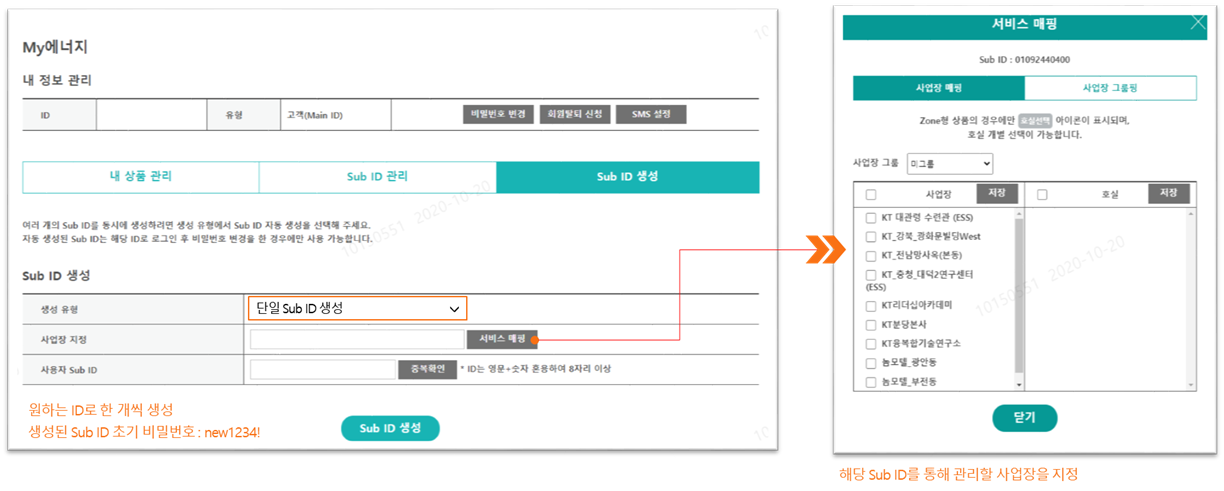 My에너지
내 정보 관리
ID
유형
고객(Main ID)
비밀번호 변경
회원탈퇴 신청
SMS 설정
내 상품 관리
Sub ID 관리
Sub ID 생성
여러 개의 Sub ID를 동시에 생성하려면 생성 유형에서 Sub ID 자동 생성을 선택해 주세요.
자동 생성된 Sub ID는 해당 ID로 로그인 후 비밀번호 변경을 한 경우에만 사용 가능합니다.
10150551 2020-10-20
Sub ID 생성
생성 유형
단일 Sub ID 생성
사업장 지정
서비스 매핑
사용자 Sub ID
중복확인
* ID는 영문+숫자 혼용하여 8자리 이상
원하는 ID로 한 개씩 생성
생성된 Sub ID 초기 비밀번호 : new1234!
Sub ID 생성
10
10
서비스 매핑
Sub ID : 01092440400
사업장 매핑
사업장 그룹핑
Zone형 상품의 경우에만 호실선택 아이콘이 표시되며,
호실 개별 선택이 가능합니다.
사업장 그룹
미그룹
사업장
저장
호실
저장
KT 대관령 수련관 (ESS)
KT_강북_광화문빌딩West
KT_전남망사옥(본동)
KT_충청_대덕2연구센터
(ESS)
KT리더십아카데미
KT분당본사
KT융복합기술연구소
놈모텔_광안동
놈모텔_부전동
10150551 2020-10-20
닫기
해당 Sub ID를 통해 관리할 사업장을 지정